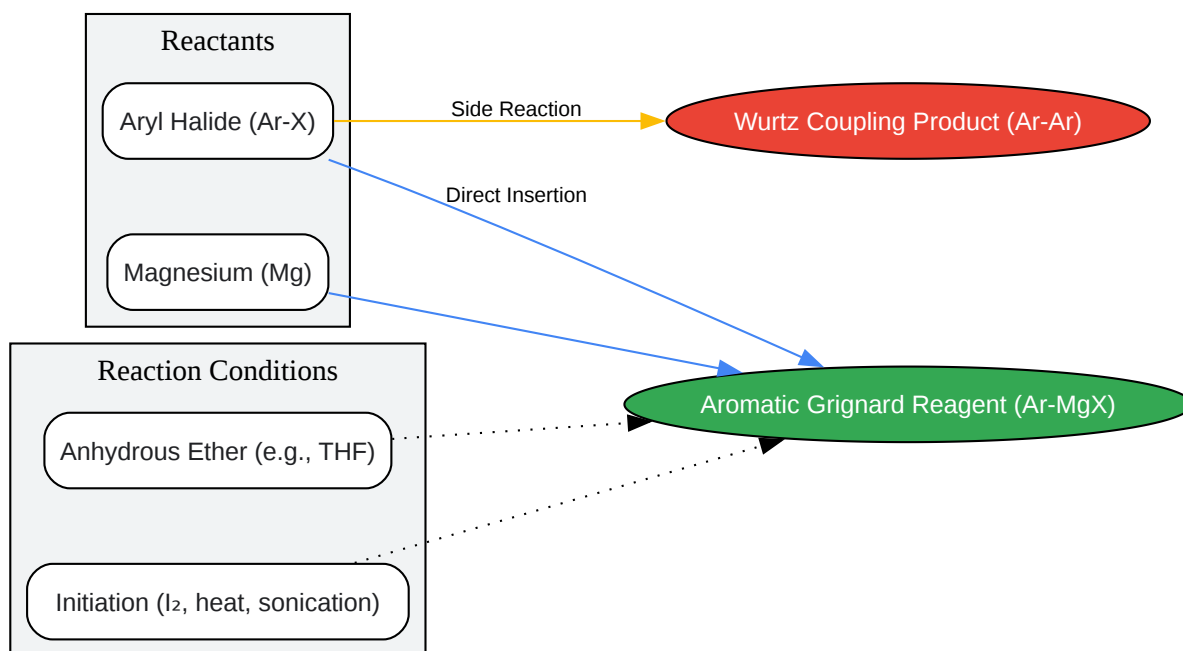 Reactants
Aryl Halide (Ar-X)
Side Reaction
Wurtz Coupling Product (Ar-Ar)
Direct Insertion
Magnesium (Mg)
Reaction Conditions
Aromatic Grignard Reagent (Ar-MgX)
Anhydrous Ether (e.g., THF)
Initiation (I₂, heat, sonication)